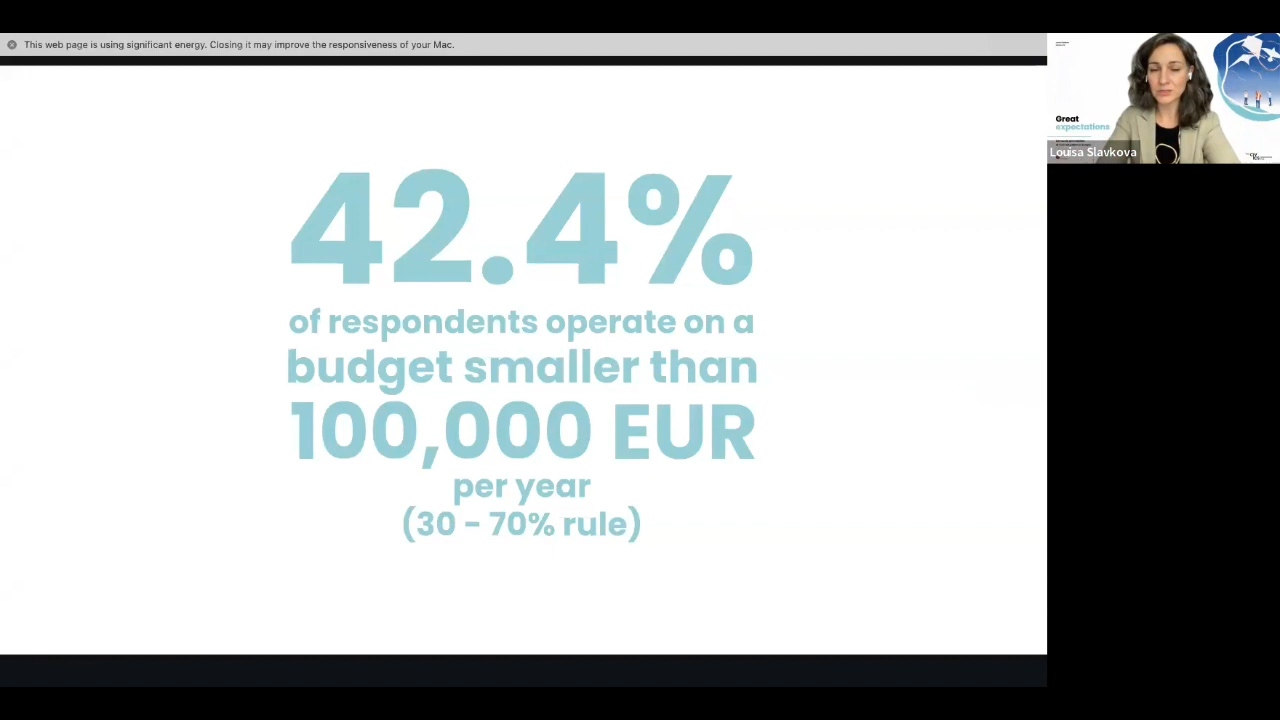 This web page is using significant energy. Closing it may improve the responsiveness of your Mac.
42.4%
of respondents operate on a
budget smaller than
100,000 EUR
per year
(30 - 70% rule)
Great
expectations
Louisa Slavkova